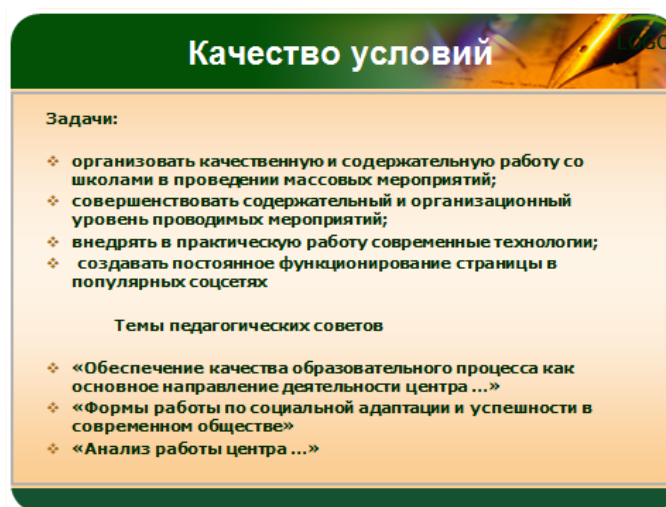 Качество условий
LOGO
Задачи:
организовать качественную и содержательную работу со
школами в проведении массовых мероприятий;
совершенствовать содержательный и организационный
уровень проводимых мероприятий;
внедрять в практическую работу современные технологии;
создавать постоянное функционирование страницы в
популярных соцсетях
Темы педагогических советов
«Обеспечение качества образовательного процесса как
основное направление деятельности центра ...»
«Формы работы по социальной адаптации и успешности в
современном обществе»
«Анализ работы центра ...»